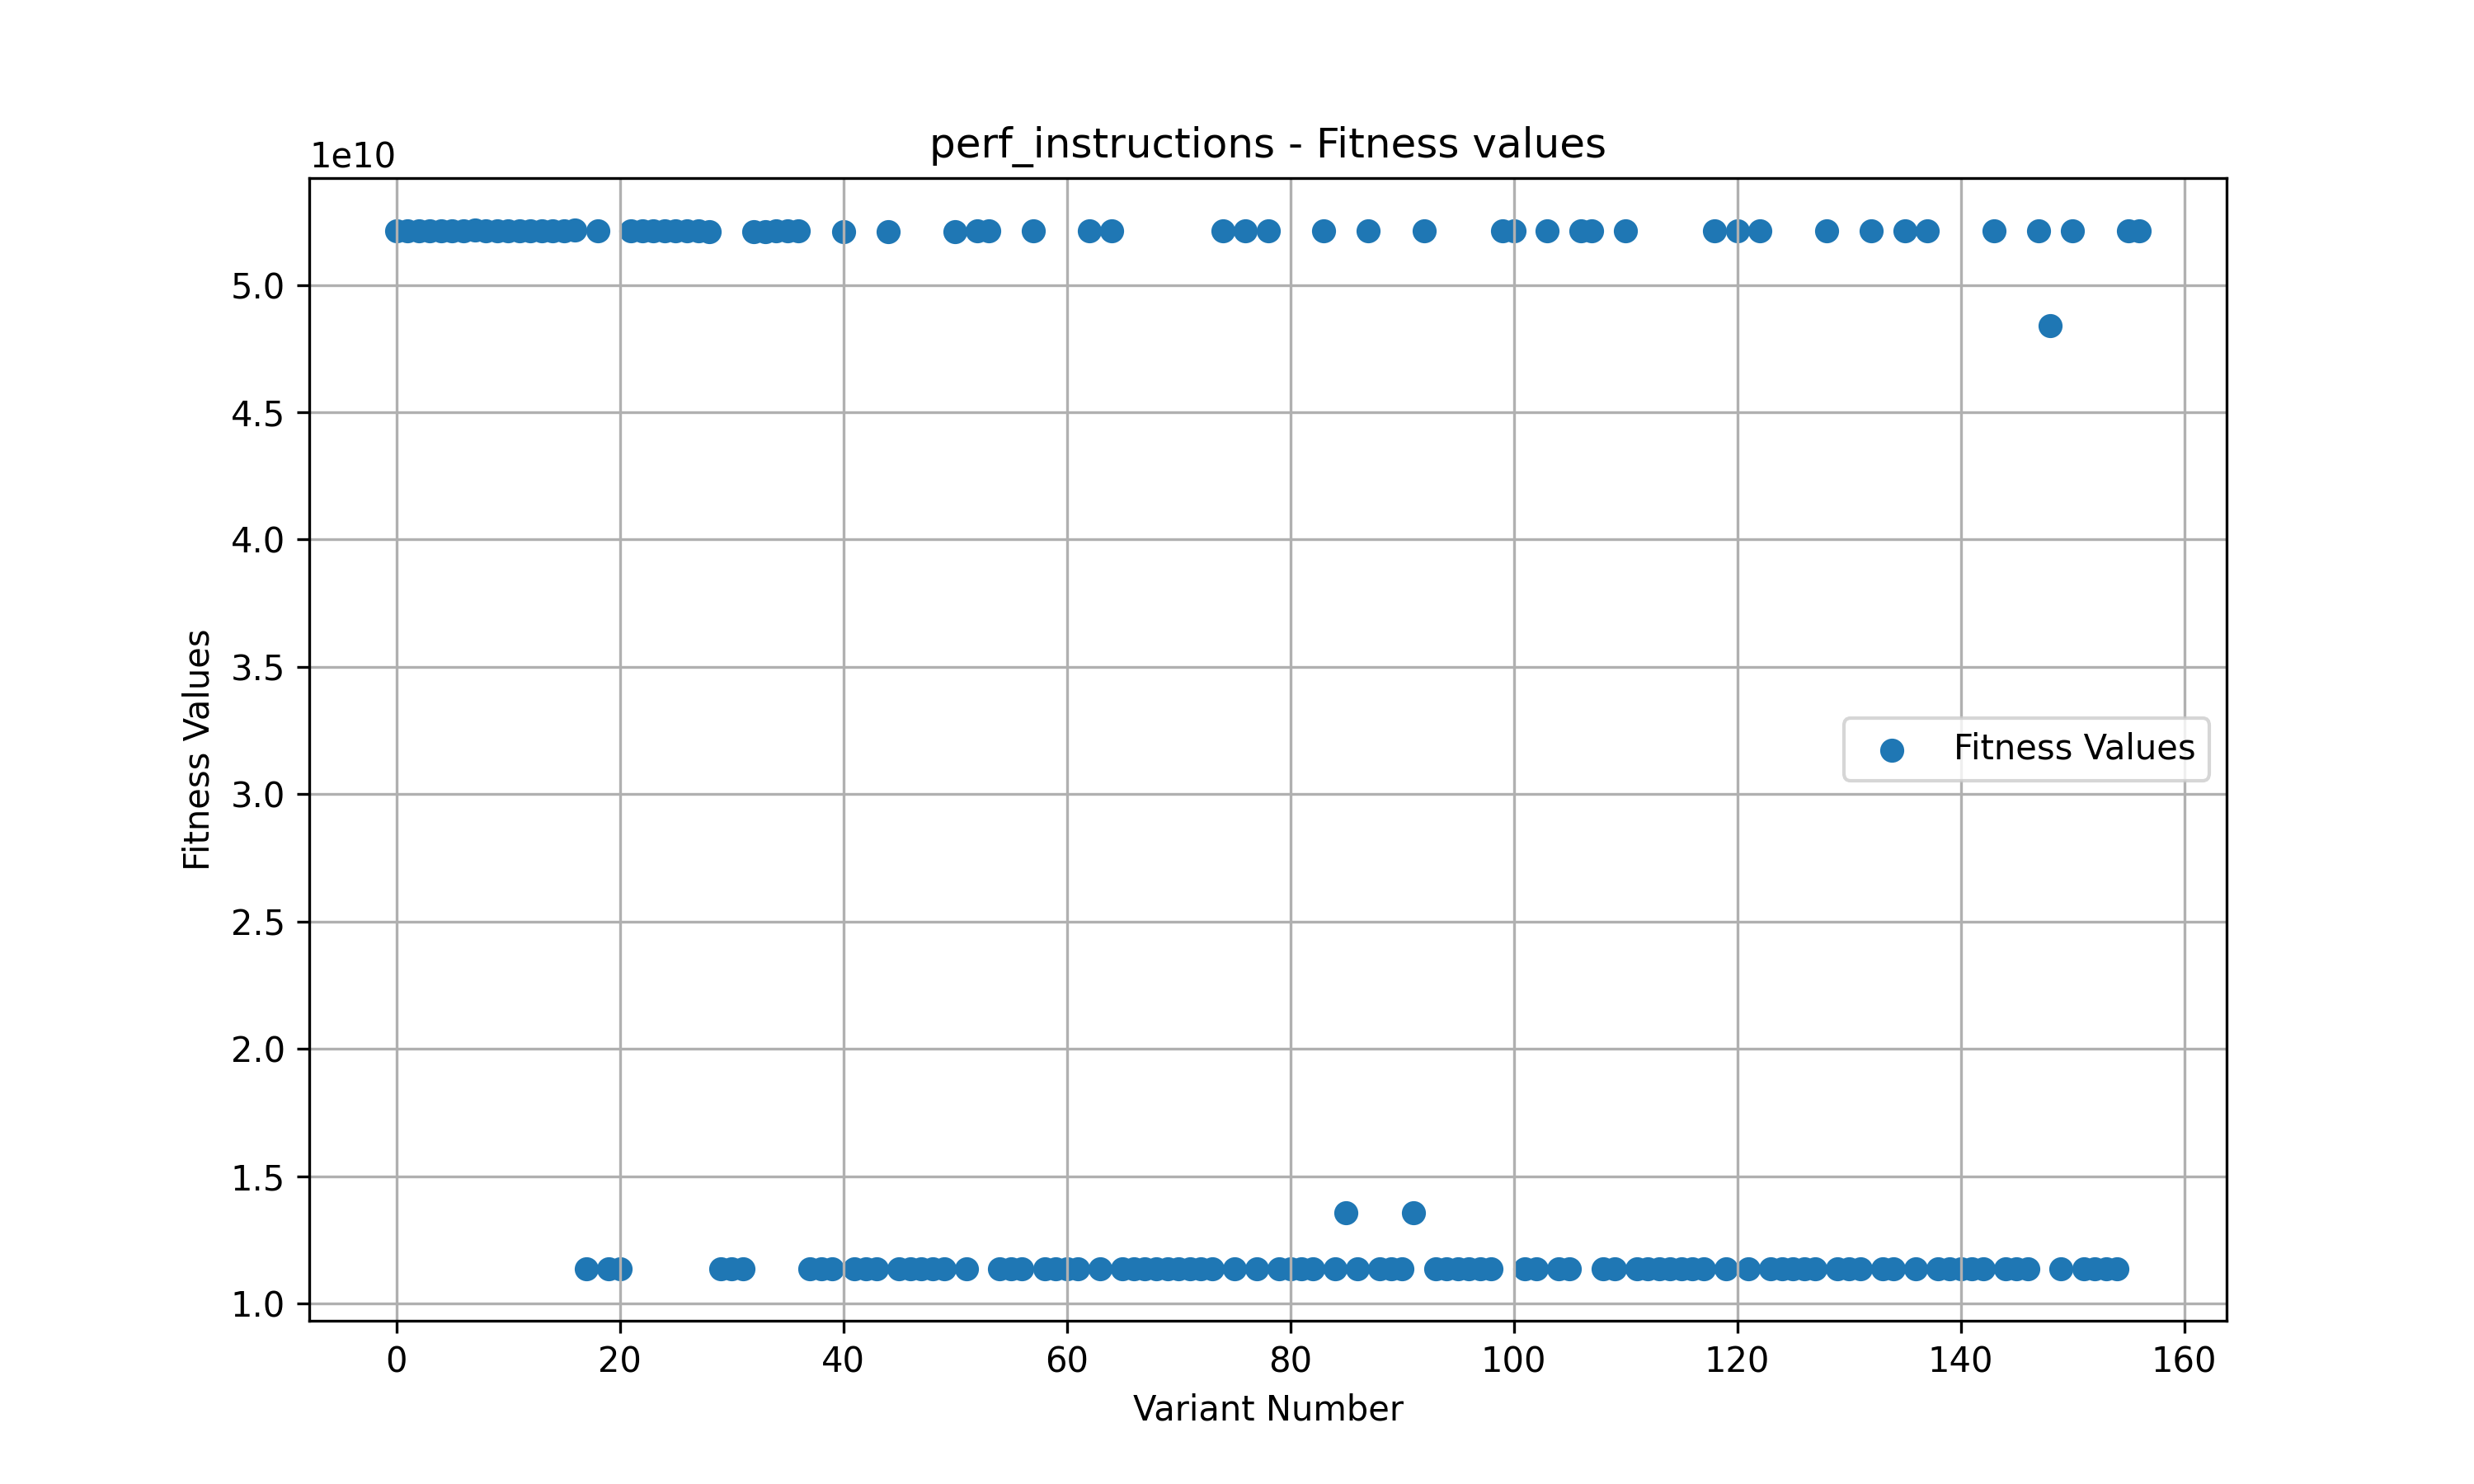 perf_instructions - Fitness values
1e10
5.0
4.5
4.0
3.5
3.0
2.5
2.0
1.5
1.0
Fitness Values
Fitness Values
0 20 40 60 80 100 120 140 160
Variant Number